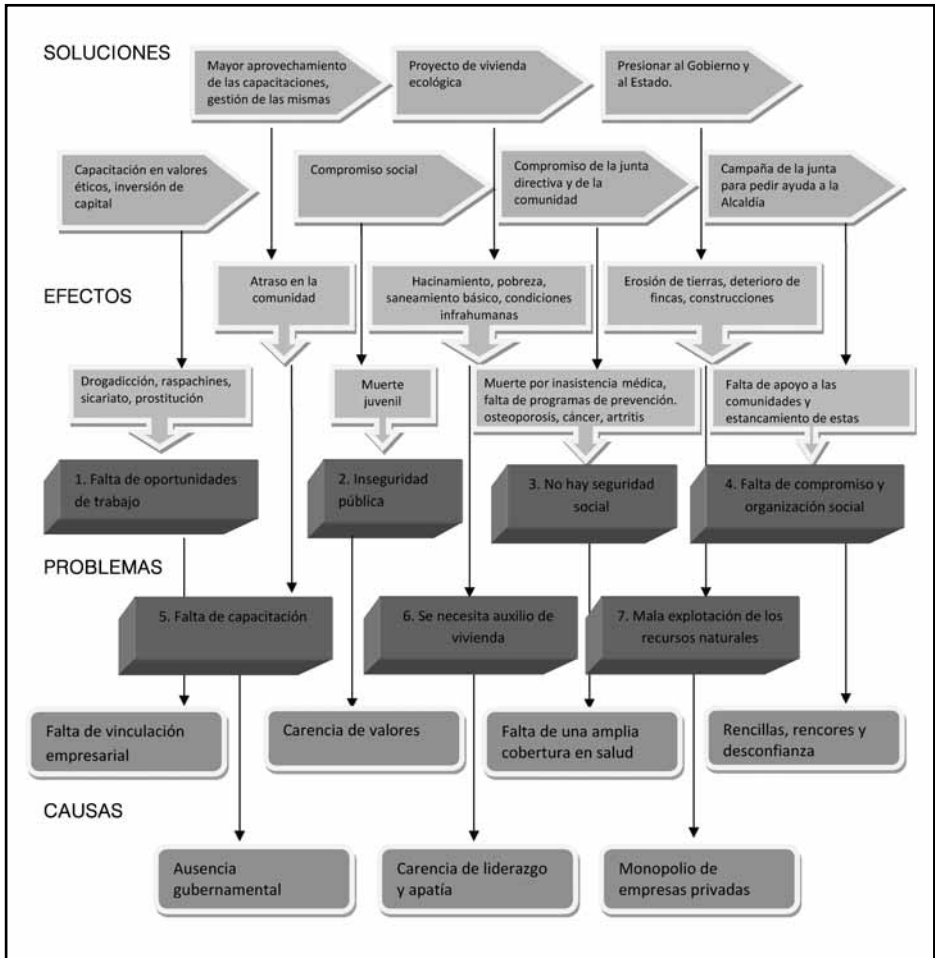 SOLUCIONES
Mayor aprovechamiento
de las capacitaciones,
gestión de las mismas
Proyecto de vivienda
ecológica
Presionar al Gobierno y
al Estado.
Capacitación en valores
éticos, inversión de
capital
Compromiso social
Compromiso de la junta
directiva y de la
comunidad
Campaña de la junta
para pedir ayuda a la
Alcaldía
EFECTOS
Atraso en la
comunidad
Hacinamiento, pobreza,
saneamiento básico, condiciones
infrahumanas
Erosión de tierras, deterioro de
fincas, construcciones
Drogadicción, raspachines,
sicariato, prostitución
Muerte
juvenil
Muerte por inasistencia médica,
falta de programas de prevención.
osteoporosis, cáncer, artritis
Falta de apoyo a las
comunidades y
estancamiento de estas
1. Falta de oportunidades
de trabajo
2. Inseguridad
pública
3. No hay seguridad
social
4. Falta de compromiso y
organización social
PROBLEMAS
5. Falta de capacitación
6. Se necesita auxilio de
vivienda
7. Mala explotación de los
recursos naturales
Falta de vinculación
empresarial
Carencia de valores
Falta de una amplia
cobertura en salud
Rencillas, rencores y
desconfianza
CAUSAS
Ausencia
gubernamental
Carencia de liderazgo
y apatía
Monopolio de
empresas privadas